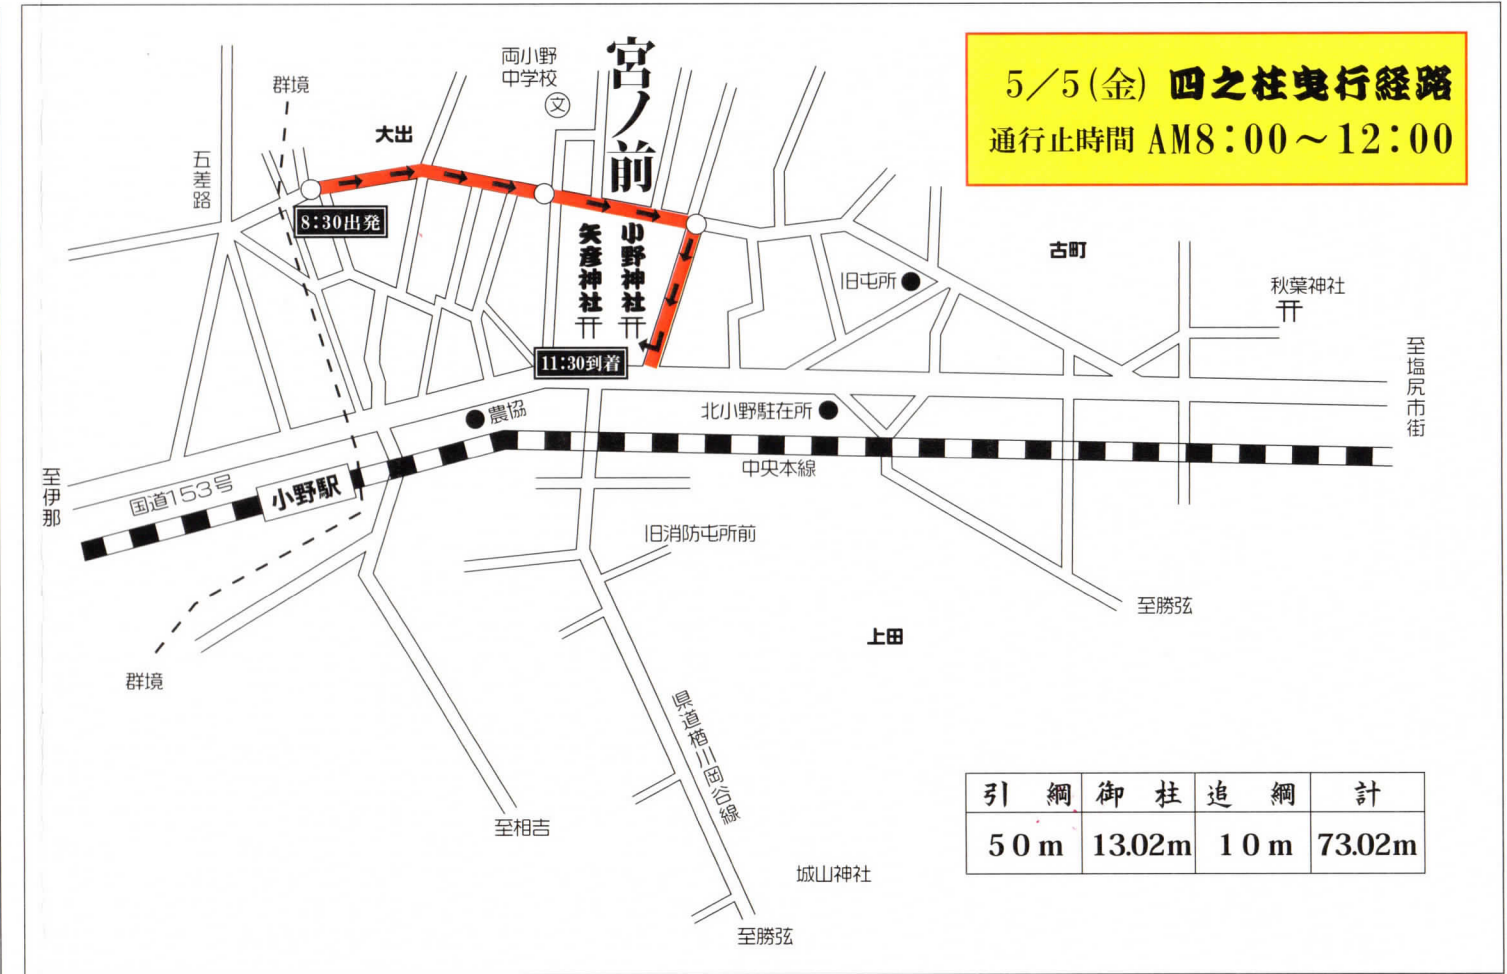 5／5(金) 四之柱曳行経路
通行止時間 AM8：00～12：00
両小野
中学校
文
宮ノ前
群境
大出
五差路
8:30出発
矢彦神社
小野神社
11:30到着
古町
旧屯所
秋葉神社
至塩尻市街
農協
北小野駐在所
中央本線
至伊那
国道153号
小野駅
旧消防屯所前
至勝弦
上田
群境
県道楢川岡谷線
至相吉
城山神社
至勝弦
引綱 御柱 追綱 計
50m 13.02m 10m 73.02m